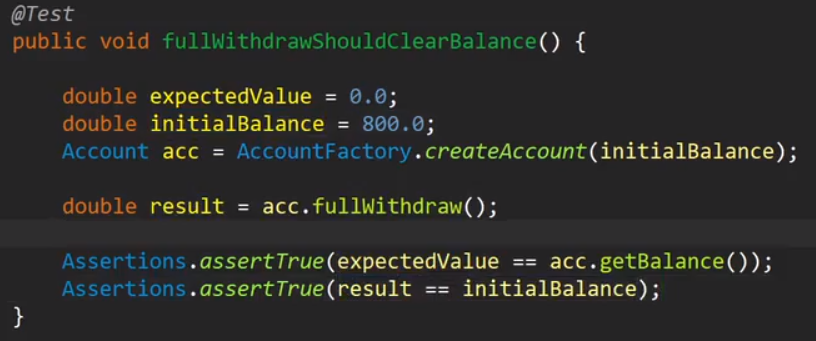 @Test
public void fullWithdrawShouldClearBalance() {
double expectedValue = 0.0;
double initialBalance = 800.0;
Account acc = AccountFactory.createAccount(initialBalance);
double result = acc.fullWithdraw();
Assertions.assertTrue(expectedValue == acc.getBalance());
Assertions.assertTrue(result == initialBalance);
}